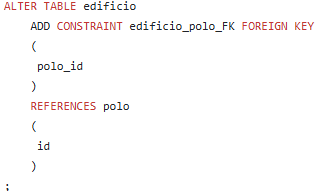 ALTER TABLE edificio
ADD CONSTRAINT edificio_polo_FK FOREIGN KEY
(
polo_id
)
REFERENCES polo
(
id
)
;